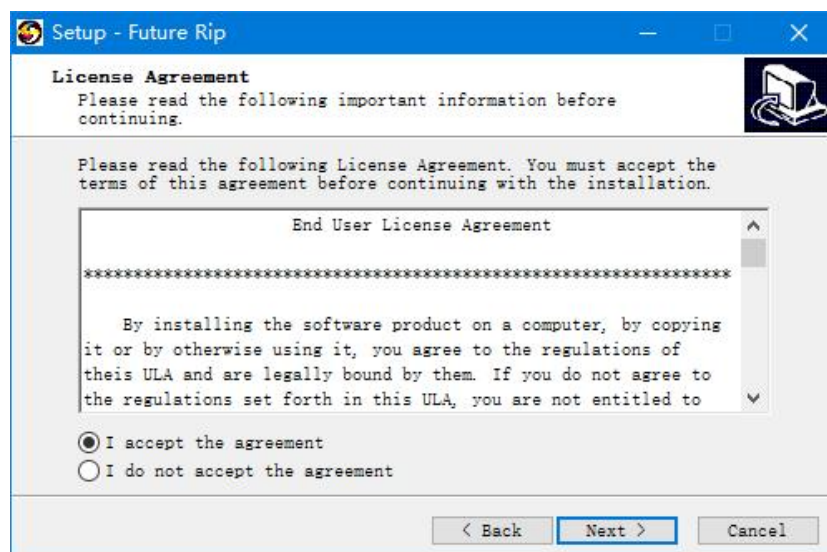 Setup - Future Rip
License Agreement
Please read the following important information before
continuing.
Please read the following License Agreement. You must accept the
terms of this agreement before continuing with the installation.
End User License Agreement
*****************************************************************
By installing the software product on a computer, by copying
it or by otherwise using it, you agree to the regulations of
theis ULA and are legally bound by them. If you do not agree to
the regulations set forth in this ULA, you are not entitled to
I accept the agreement
I do not accept the agreement
< Back Next > Cancel